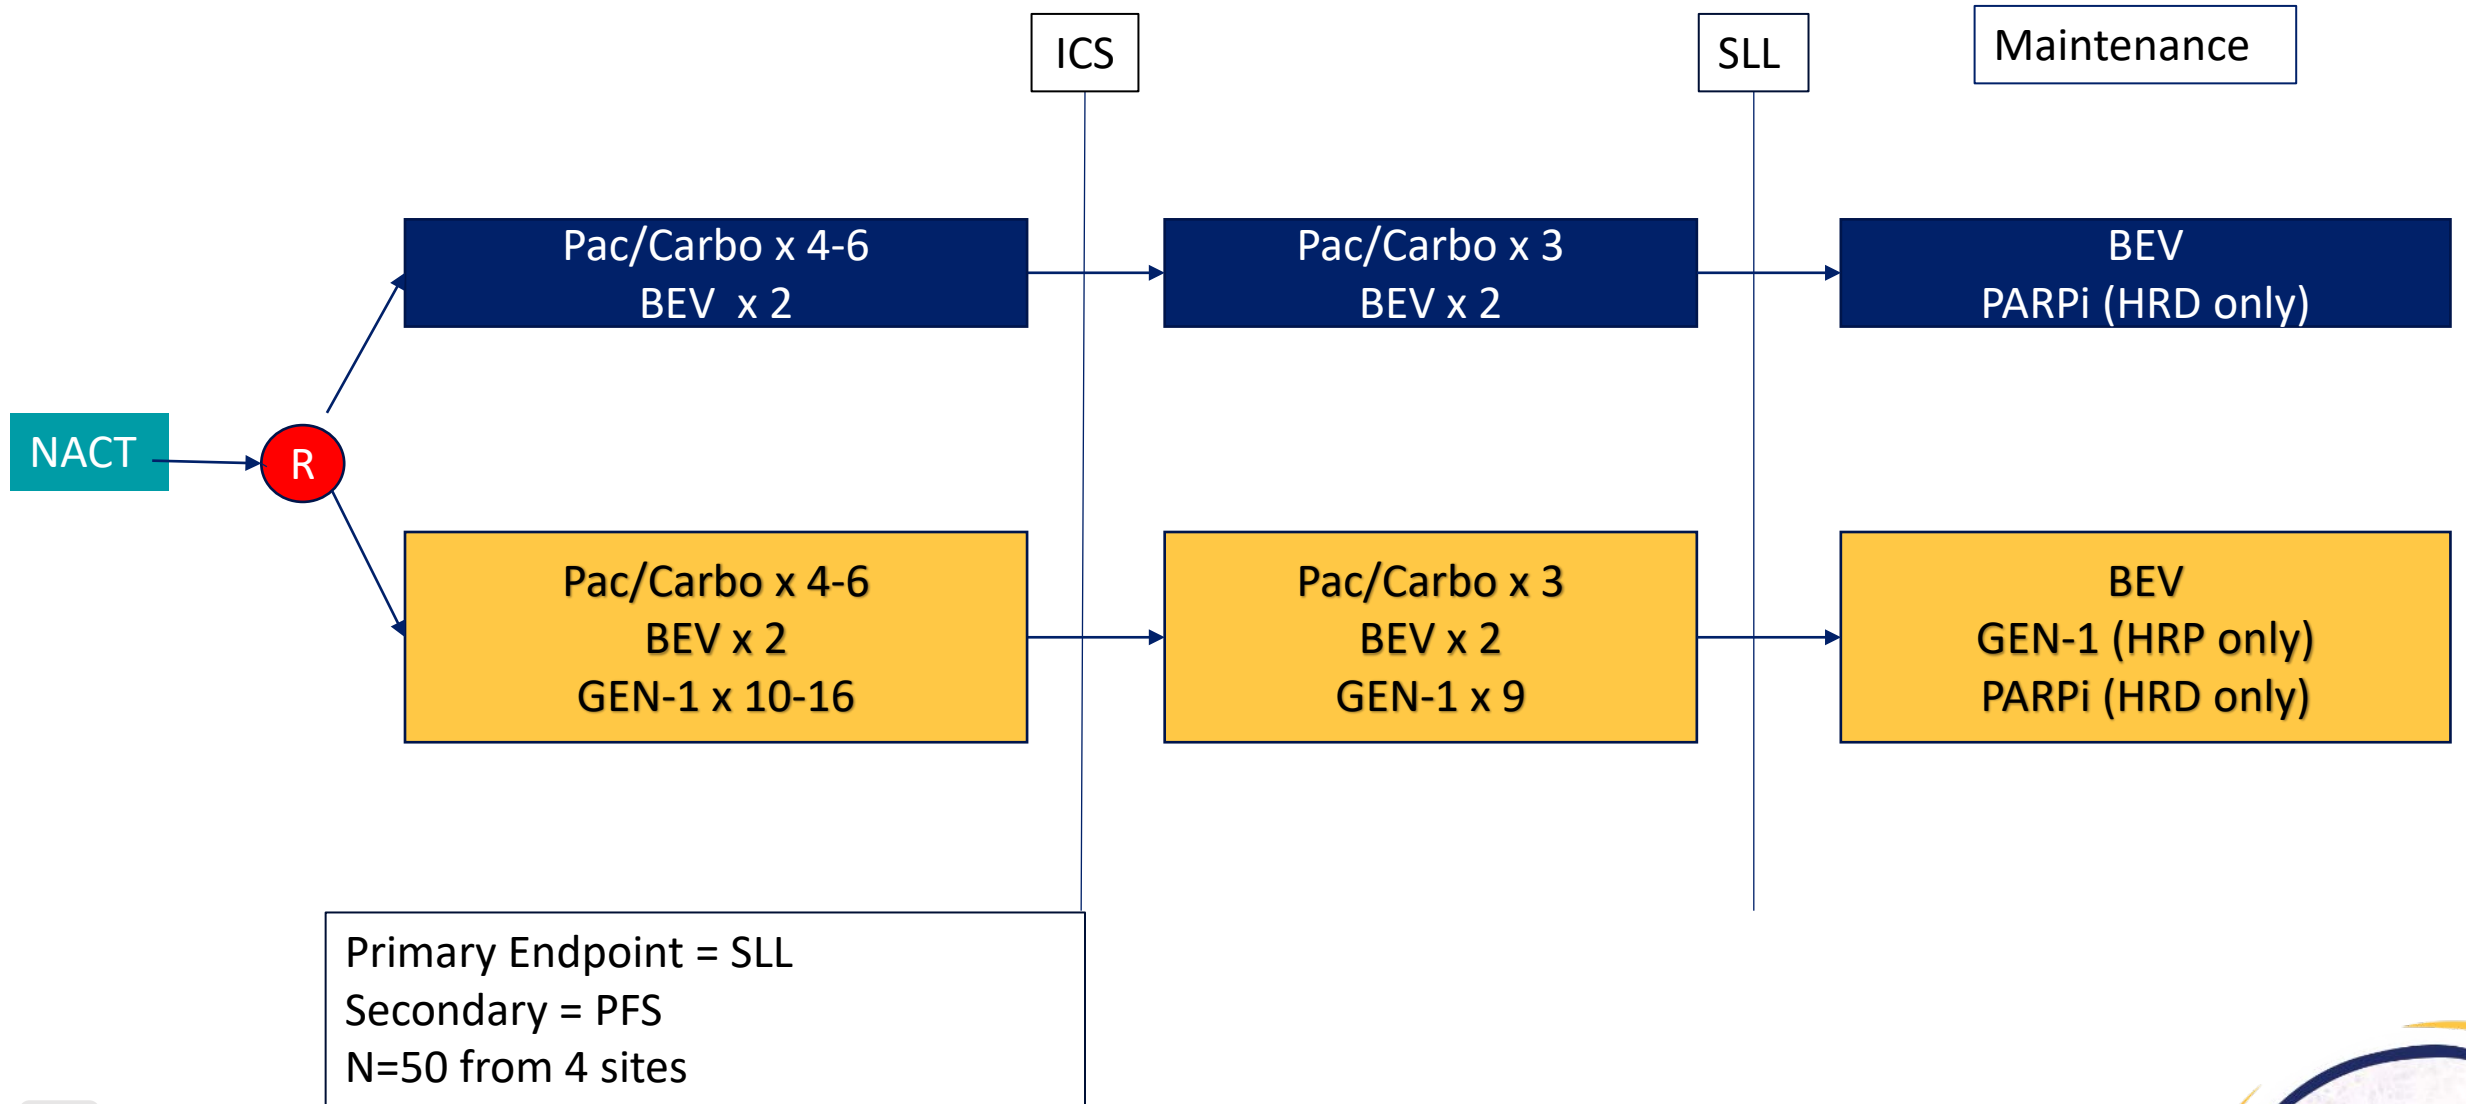 ICS
SLL
Maintenance
Pac/Carbo x 4-6
BEV  x 2
Pac/Carbo x 3
BEV x 2
BEV
PARPi (HRD only)
NACT
R
Pac/Carbo x 4-6
BEV x 2
GEN-1 x 10-16
Pac/Carbo x 3
BEV x 2
GEN-1 x 9
BEV
GEN-1 (HRP only)
PARPi (HRD only)
Primary Endpoint = SLL
Secondary = PFS
N=50 from 4 sites